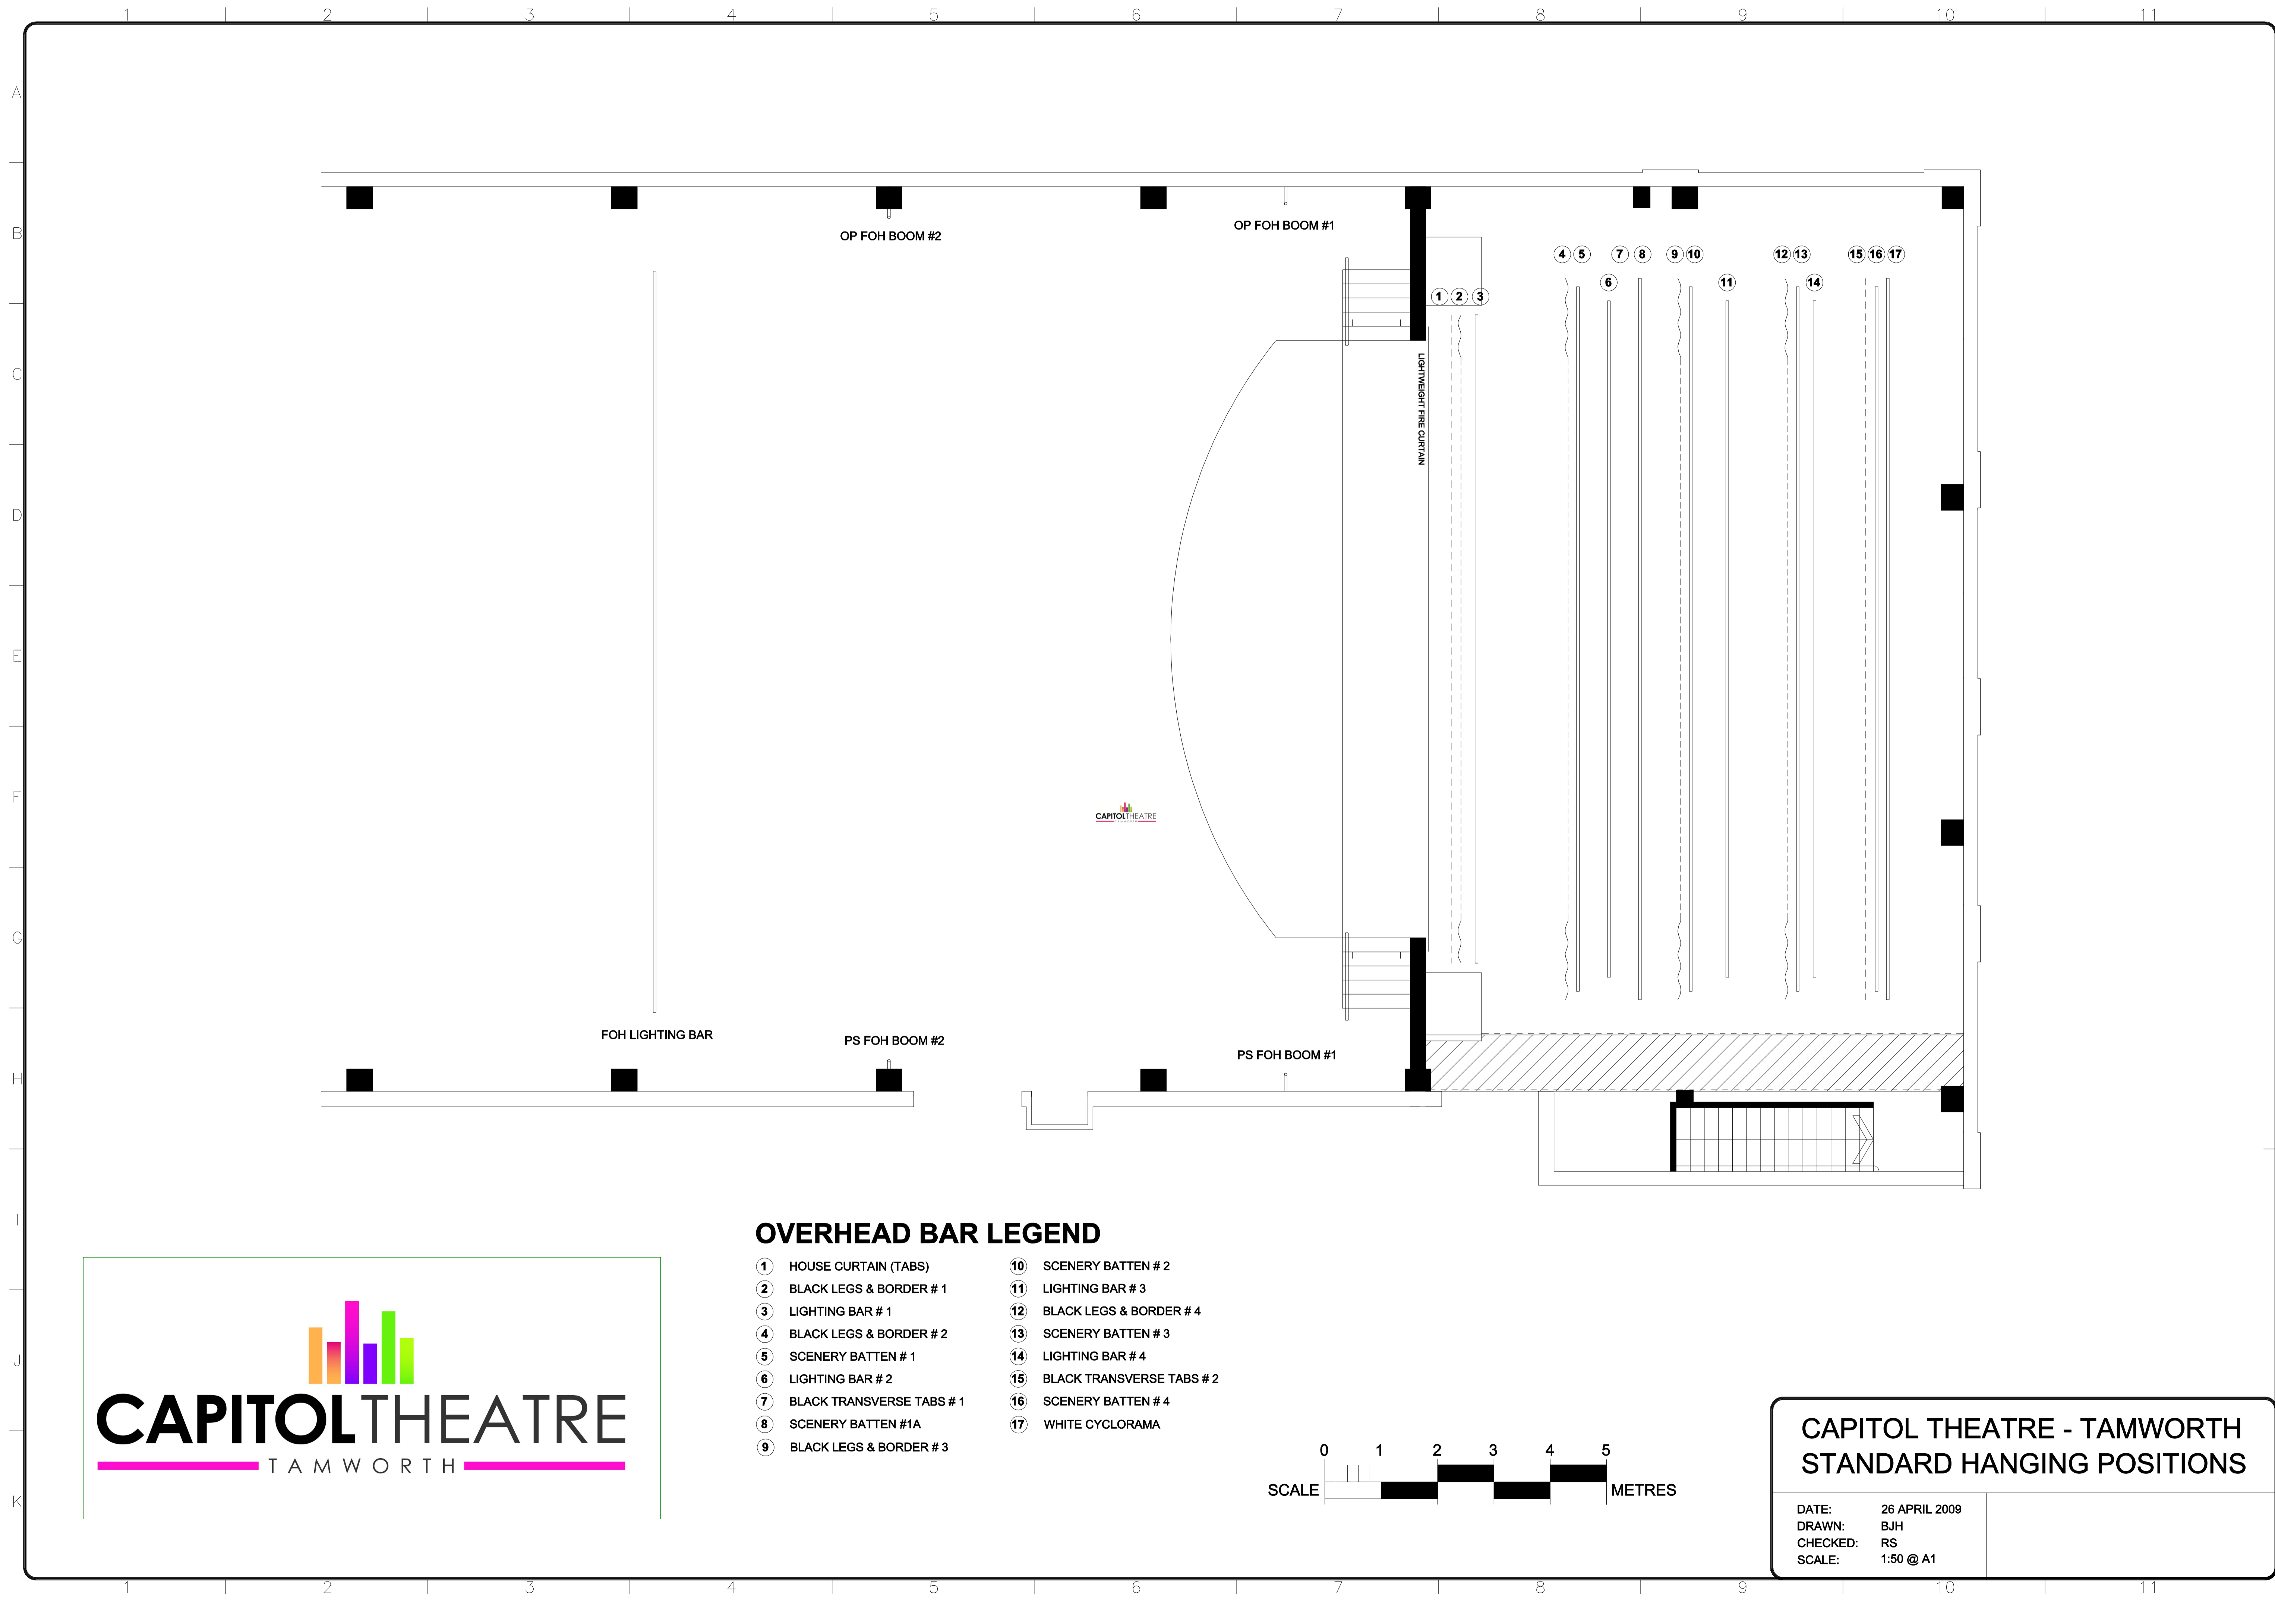 1 2 3 4 5 6 7 8 9 10 11
A
B
C
D
E
F
G
H
I
J
K
OP FOH BOOM #2
OP FOH BOOM #1
4 5 7 8 9 10 12 13 15 16 17
6 11 14
1 2 3
LIGHTWEIGHT FIRE CURTAIN
CAPITOLTHEATRE
FOH LIGHTING BAR
PS FOH BOOM #2
PS FOH BOOM #1
OVERHEAD BAR LEGEND
1 HOUSE CURTAIN (TABS)
2 BLACK LEGS & BORDER # 1
3 LIGHTING BAR # 1
4 BLACK LEGS & BORDER # 2
5 SCENERY BATTEN # 1
6 LIGHTING BAR # 2
7 BLACK TRANSVERSE TABS # 1
8 SCENERY BATTEN #1A
9 BLACK LEGS & BORDER # 3
10 SCENERY BATTEN # 2
11 LIGHTING BAR # 3
12 BLACK LEGS & BORDER # 4
13 SCENERY BATTEN # 3
14 LIGHTING BAR # 4
15 BLACK TRANSVERSE TABS # 2
16 SCENERY BATTEN # 4
17 WHITE CYCLORAMA
CAPITOLTHEATRE
TAMWORTH
0 1 2 3 4 5
SCALE METRES
CAPITOL THEATRE - TAMWORTH
STANDARD HANGING POSITIONS
DATE: 26 APRIL 2009
DRAWN: BJH
CHECKED: RS
SCALE: 1:50 @ A1
1 2 3 4 5 6 7 8 9 10 11